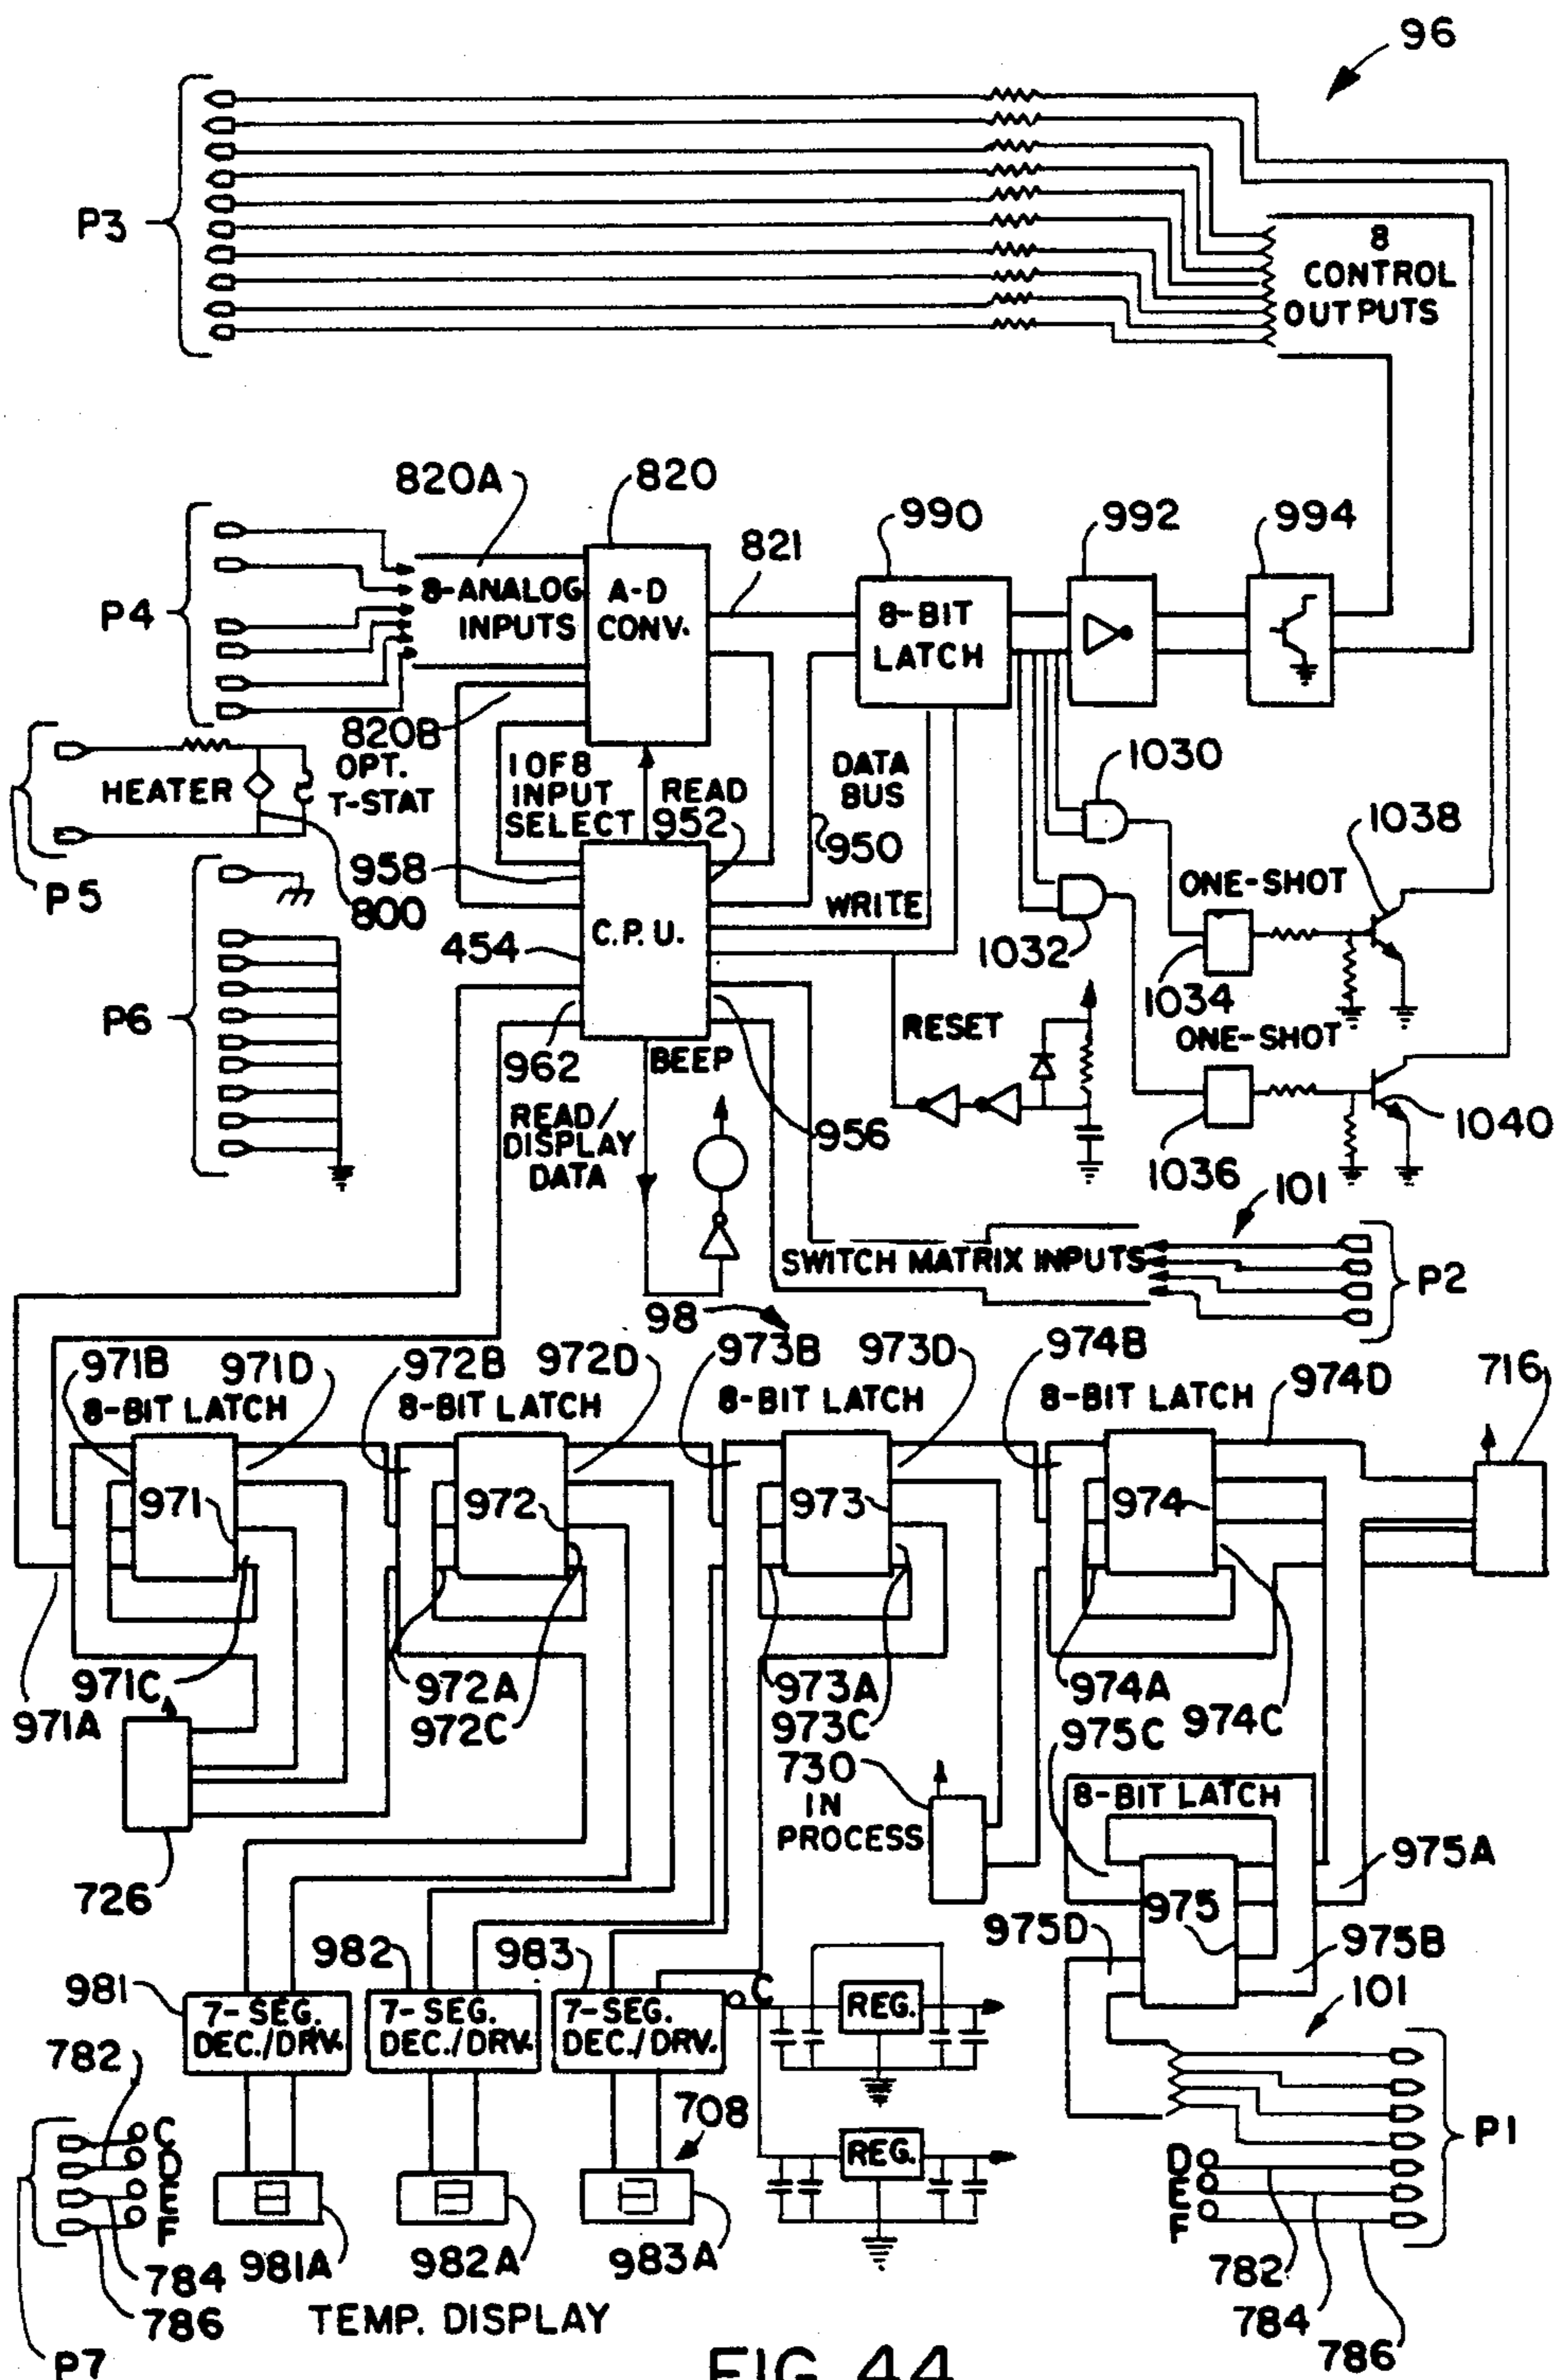 96
P3
8
CONTROL
OUTPUTS
820A
820
821
990
992
994
P4
8-ANALOG
INPUTS
A-D
CONV.
8-BIT
LATCH
820B
OPT.
T-STAT
HEATER
1 OF 8
INPUT
SELECT
READ
952
DATA
BUS
950
1030
1038
P5
958
800
WRITE
ONE-SHOT
454
C.P.U.
1032
1034
P6
RESET
ONE-SHOT
962
BEEP
956
1036
1040
READ/
DISPLAY
DATA
101
SWITCH MATRIX INPUTS
P2
98
971B
971D
972B
972D
973B
973D
974B
974D
716
8-BIT LATCH
8-BIT LATCH
8-BIT LATCH
8-BIT LATCH
971
972
973
974
971C
971A
972A
972C
973A
973C
974A
974C
975C
730
IN
PROCESS
8-BIT LATCH
726
975A
975
975D
975B
981
982
983
C
7-SEG.
DEC./DRV.
7-SEG.
DEC./DRV.
7-SEG.
DEC./DRV.
REG.
101
782
708
REG.
P1
C
D
E
F
D
E
F
784
786
981A
982A
983A
782
784
786
TEMP. DISPLAY
P7
FIG. 44